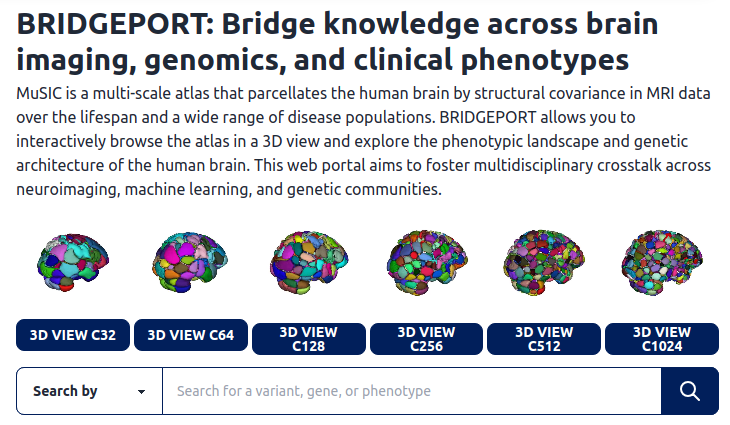 BRIDGEPORT: Bridge knowledge across brain
imaging, genomics, and clinical phenotypes
MuSIC is a multi-scale atlas that parcellates the human brain by structural covariance in MRI data
over the lifespan and a wide range of disease populations. BRIDGEPORT allows you to
interactively browse the atlas in a 3D view and explore the phenotypic landscape and genetic
architecture of the human brain. This web portal aims to foster multidisciplinary crosstalk across
neuroimaging, machine learning, and genetic communities.
3D VIEW C32
3D VIEW C64
3D VIEW
C128
3D VIEW
C256
3D VIEW
C512
3D VIEW
C1024
Search by
Search for a variant, gene, or phenotype